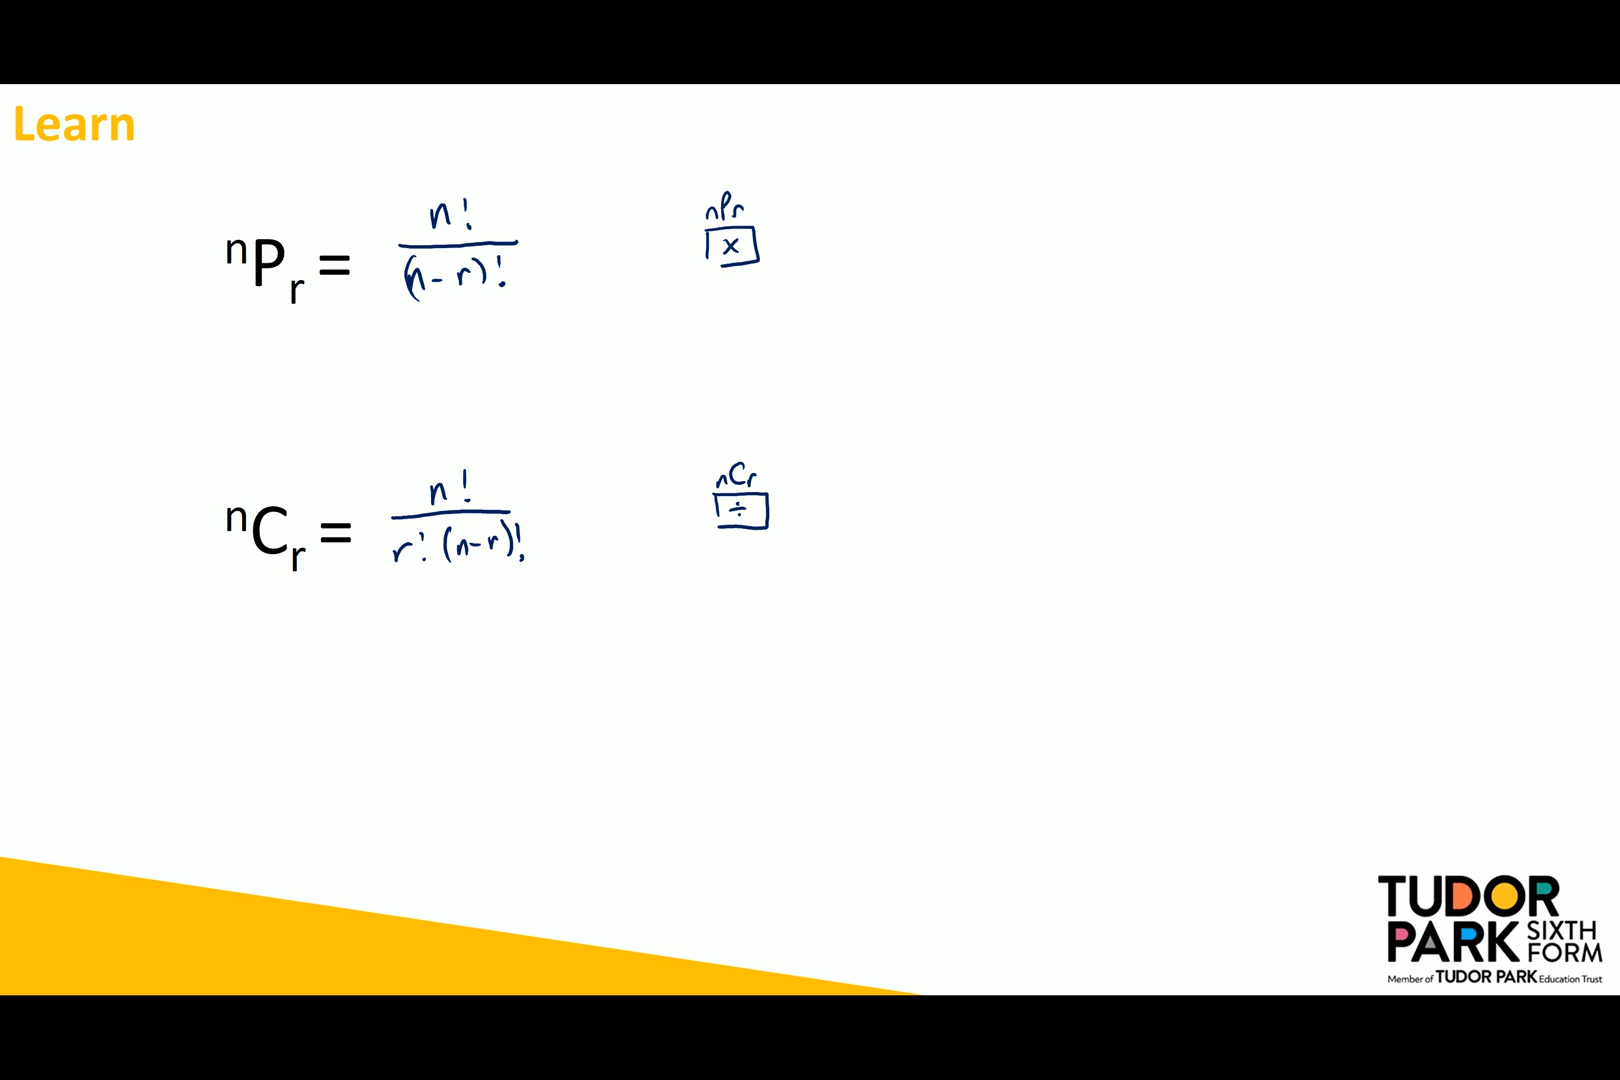 Learn
ⁿPᵣ = n! / (n-r)!
nPr
x
ⁿCᵣ = n! / r! (n-r)!
nCr
÷
TUDOR
PARK SIXTH FORM
Member of TUDOR PARK Education Trust